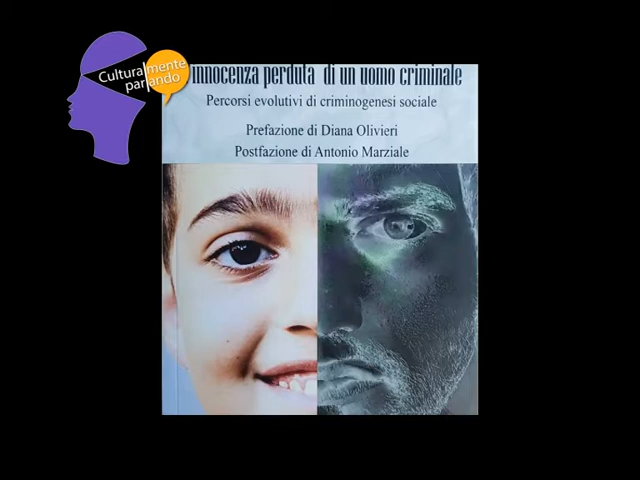 Culturalmente
parlando
innocenza perduta di un uomo criminale
Percorsi evolutivi di criminogenesi sociale
Prefazione di Diana Olivieri
Postfazione di Antonio Marziale